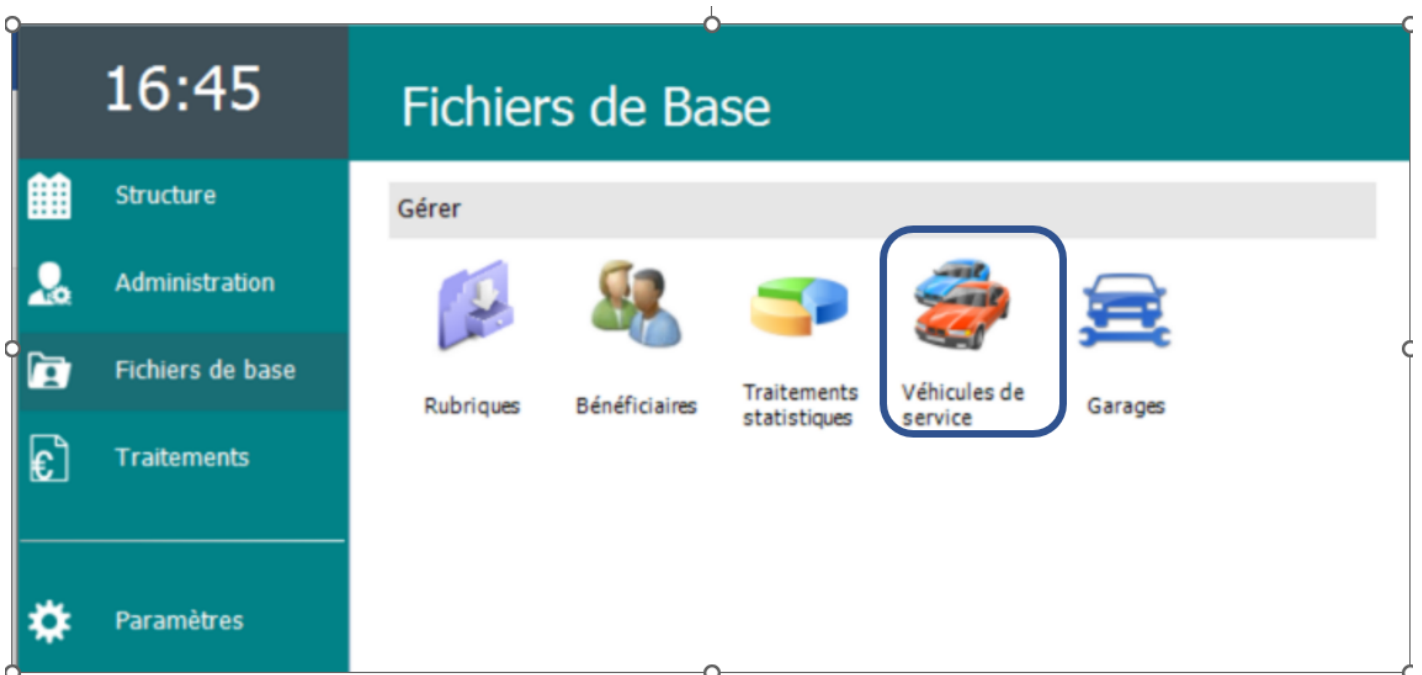 16:45
Fichiers de Base
Structure
Administration
Fichiers de base
Traitements
Paramètres
Gérer
Rubriques
Bénéficiaires
Traitements
statistiques
Véhicules de
service
Garages